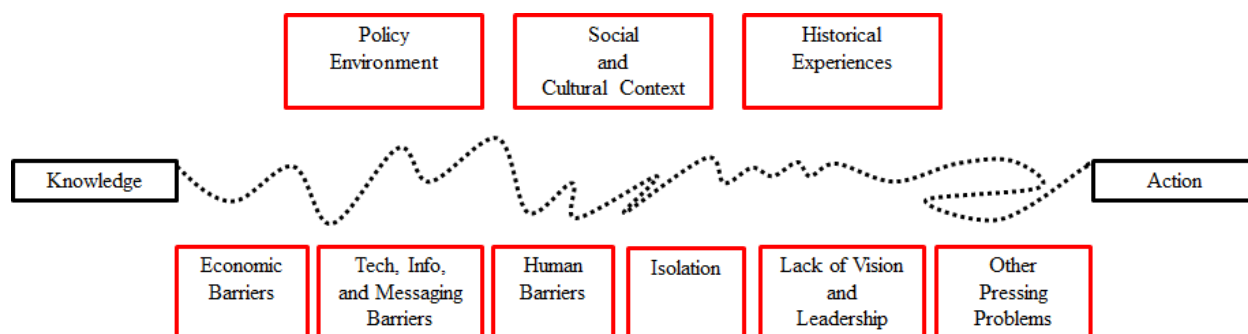 Policy
Environment
Social
and
Cultural Context
Historical
Experiences
Knowledge
Action
Economic
Barriers
Tech, Info,
and Messaging
Barriers
Human
Barriers
Isolation
Lack of Vision
and
Leadership
Other
Pressing
Problems